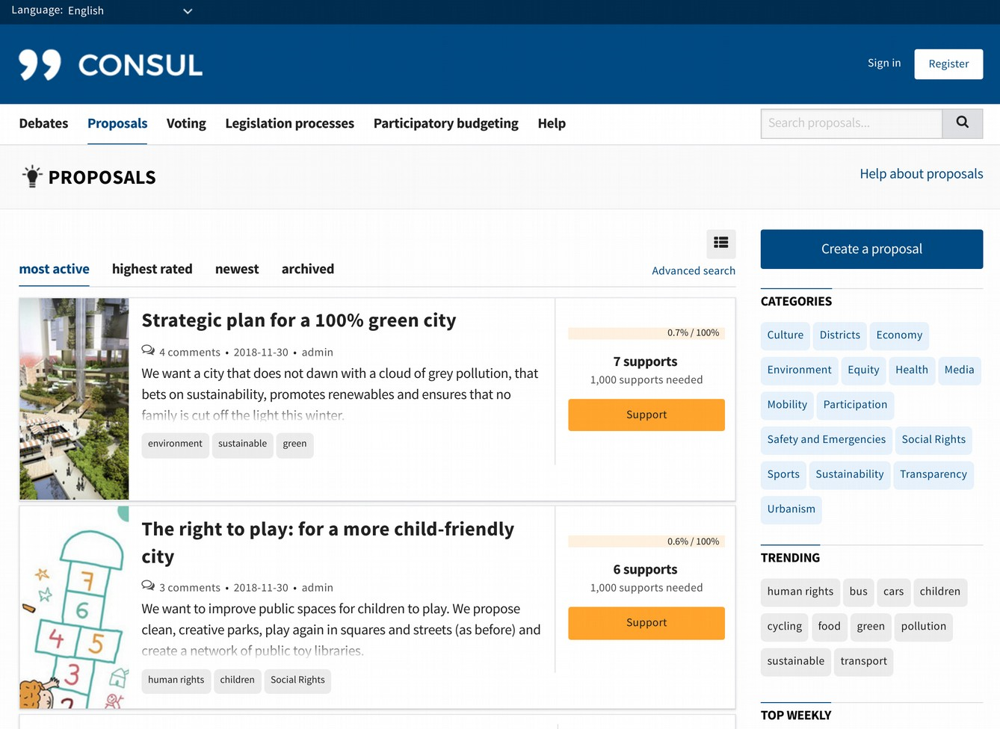 Language: English
CONSUL
Sign in
Register
Debates
Proposals
Voting
Legislation processes
Participatory budgeting
Help
Search proposals...
PROPOSALS
Help about proposals
most active
highest rated
newest
archived
Advanced search
Strategic plan for a 100% green city
4 comments • 2018-11-30 • admin
We want a city that does not dawn with a cloud of grey pollution, that
bets on sustainability, promotes renewables and ensures that no
family is cut off the light this winter.
environment
sustainable
green
0.7% / 100%
7 supports
1,000 supports needed
Support
7
6
4
5
3
2
The right to play: for a more child-friendly
city
3 comments • 2018-11-30 • admin
We want to improve public spaces for children to play. We propose
clean, creative parks, play again in squares and streets (as before) and
create a network of public toy libraries.
human rights
children
Social Rights
0.6% / 100%
6 supports
1,000 supports needed
Support
Create a proposal
CATEGORIES
Culture
Districts
Economy
Environment
Equity
Health
Media
Mobility
Participation
Safety and Emergencies
Social Rights
Sports
Sustainability
Transparency
Urbanism
TRENDING
human rights
bus
cars
children
cycling
food
green
pollution
sustainable
transport
TOP WEEKLY